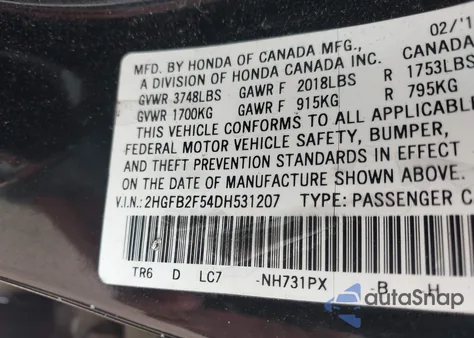 02/'1
MFD. BY HONDA OF CANADA MFG., CANADA
A DIVISION OF HONDA CANADA INC.
GVWR 3748LBS GAWR F 2018LBS R 1753LBS
GVWR 1700KG GAWR F 915KG R 795KG
THIS VEHICLE CONFORMS TO ALL APPLICABLE
FEDERAL MOTOR VEHICLE SAFETY, BUMPER,
AND THEFT PREVENTION STANDARDS IN EFFECT
ON THE DATE OF MANUFACTURE SHOWN ABOVE.
V.I.N.: 2HGFB2F54DH531207 TYPE: PASSENGER C
TR6 D LC7 -NH731PX -B- H
autoSnap